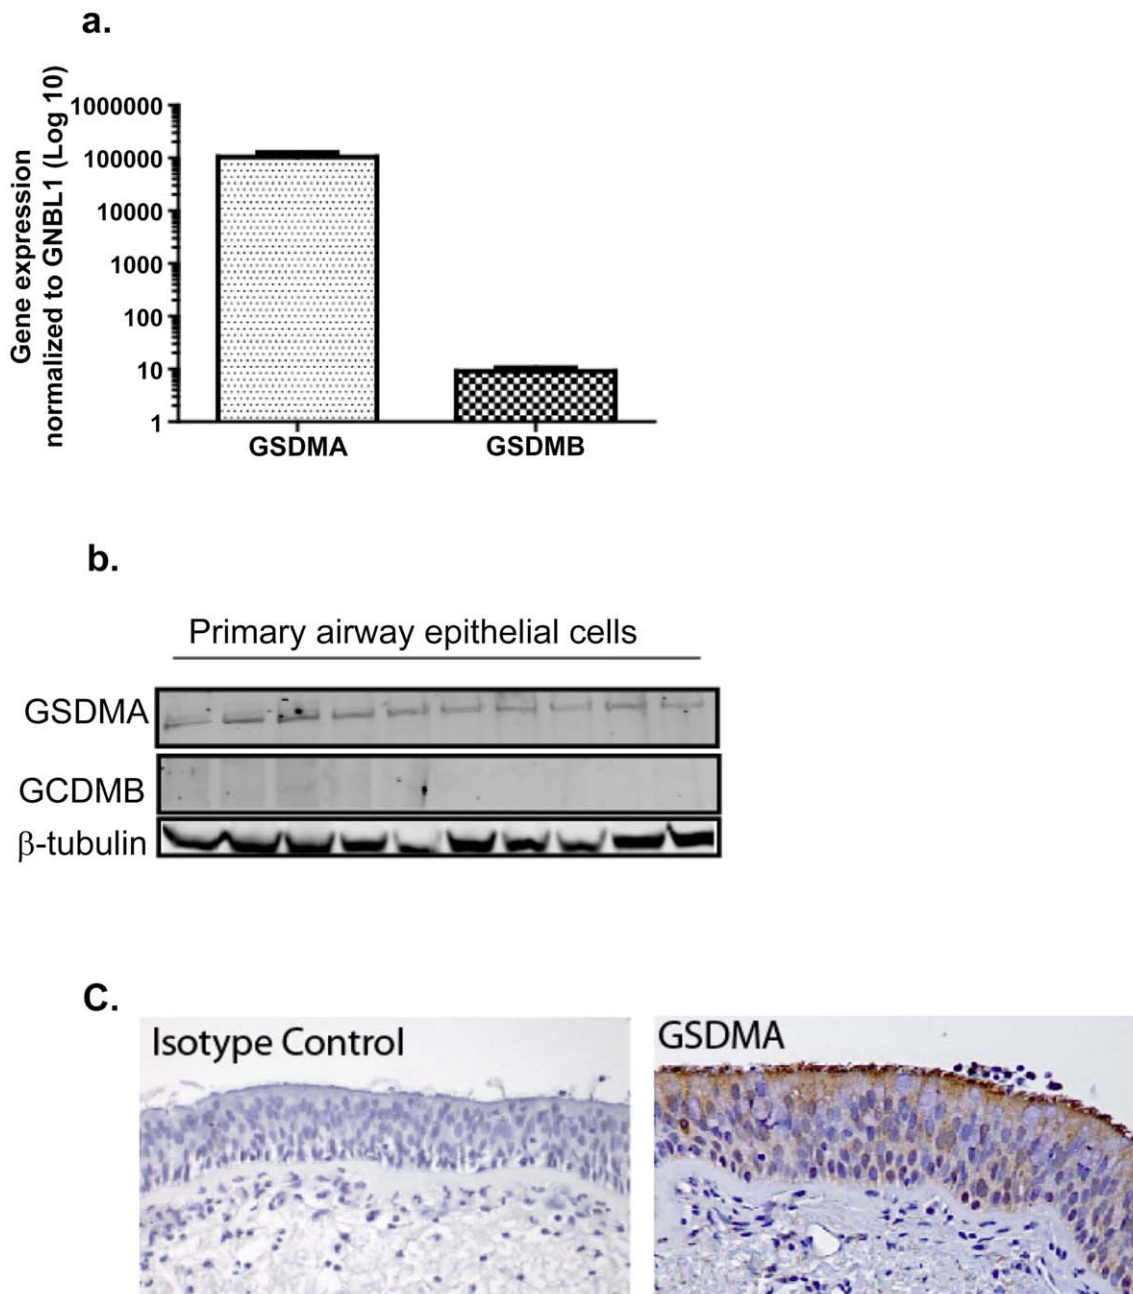 a.
Gene expression
normalized to GNBL1 (Log 10)
1000000
100000
10000
1000
100
10
1
GSDMA
GSDMB
b.
Primary airway epithelial cells
GSDMA
GCDMB
β-tubulin
C.
Isotype Control
GSDMA